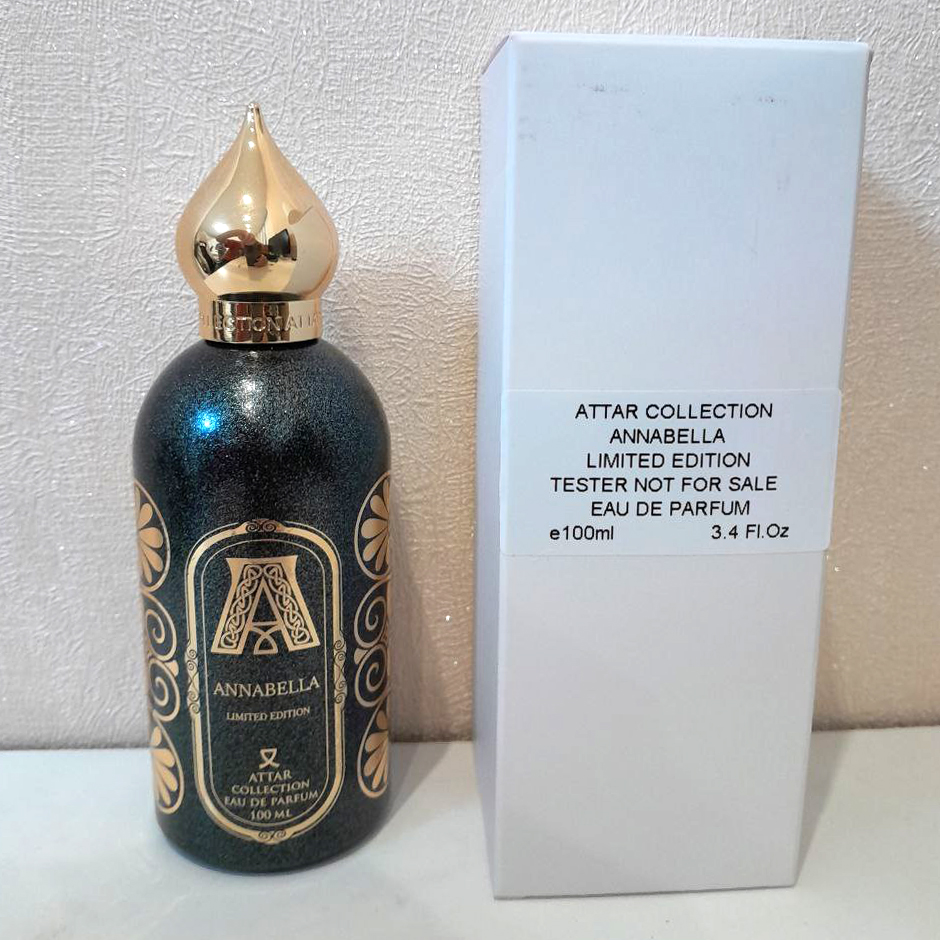 A
ANNABELLA
LIMITED EDITION
ATTAR
COLLECTION
EAU DE PARFUM
100 ML
ATTAR COLLECTION
ANNABELLA
LIMITED EDITION
TESTER NOT FOR SALE
EAU DE PARFUM
e100ml 3.4 Fl.Oz